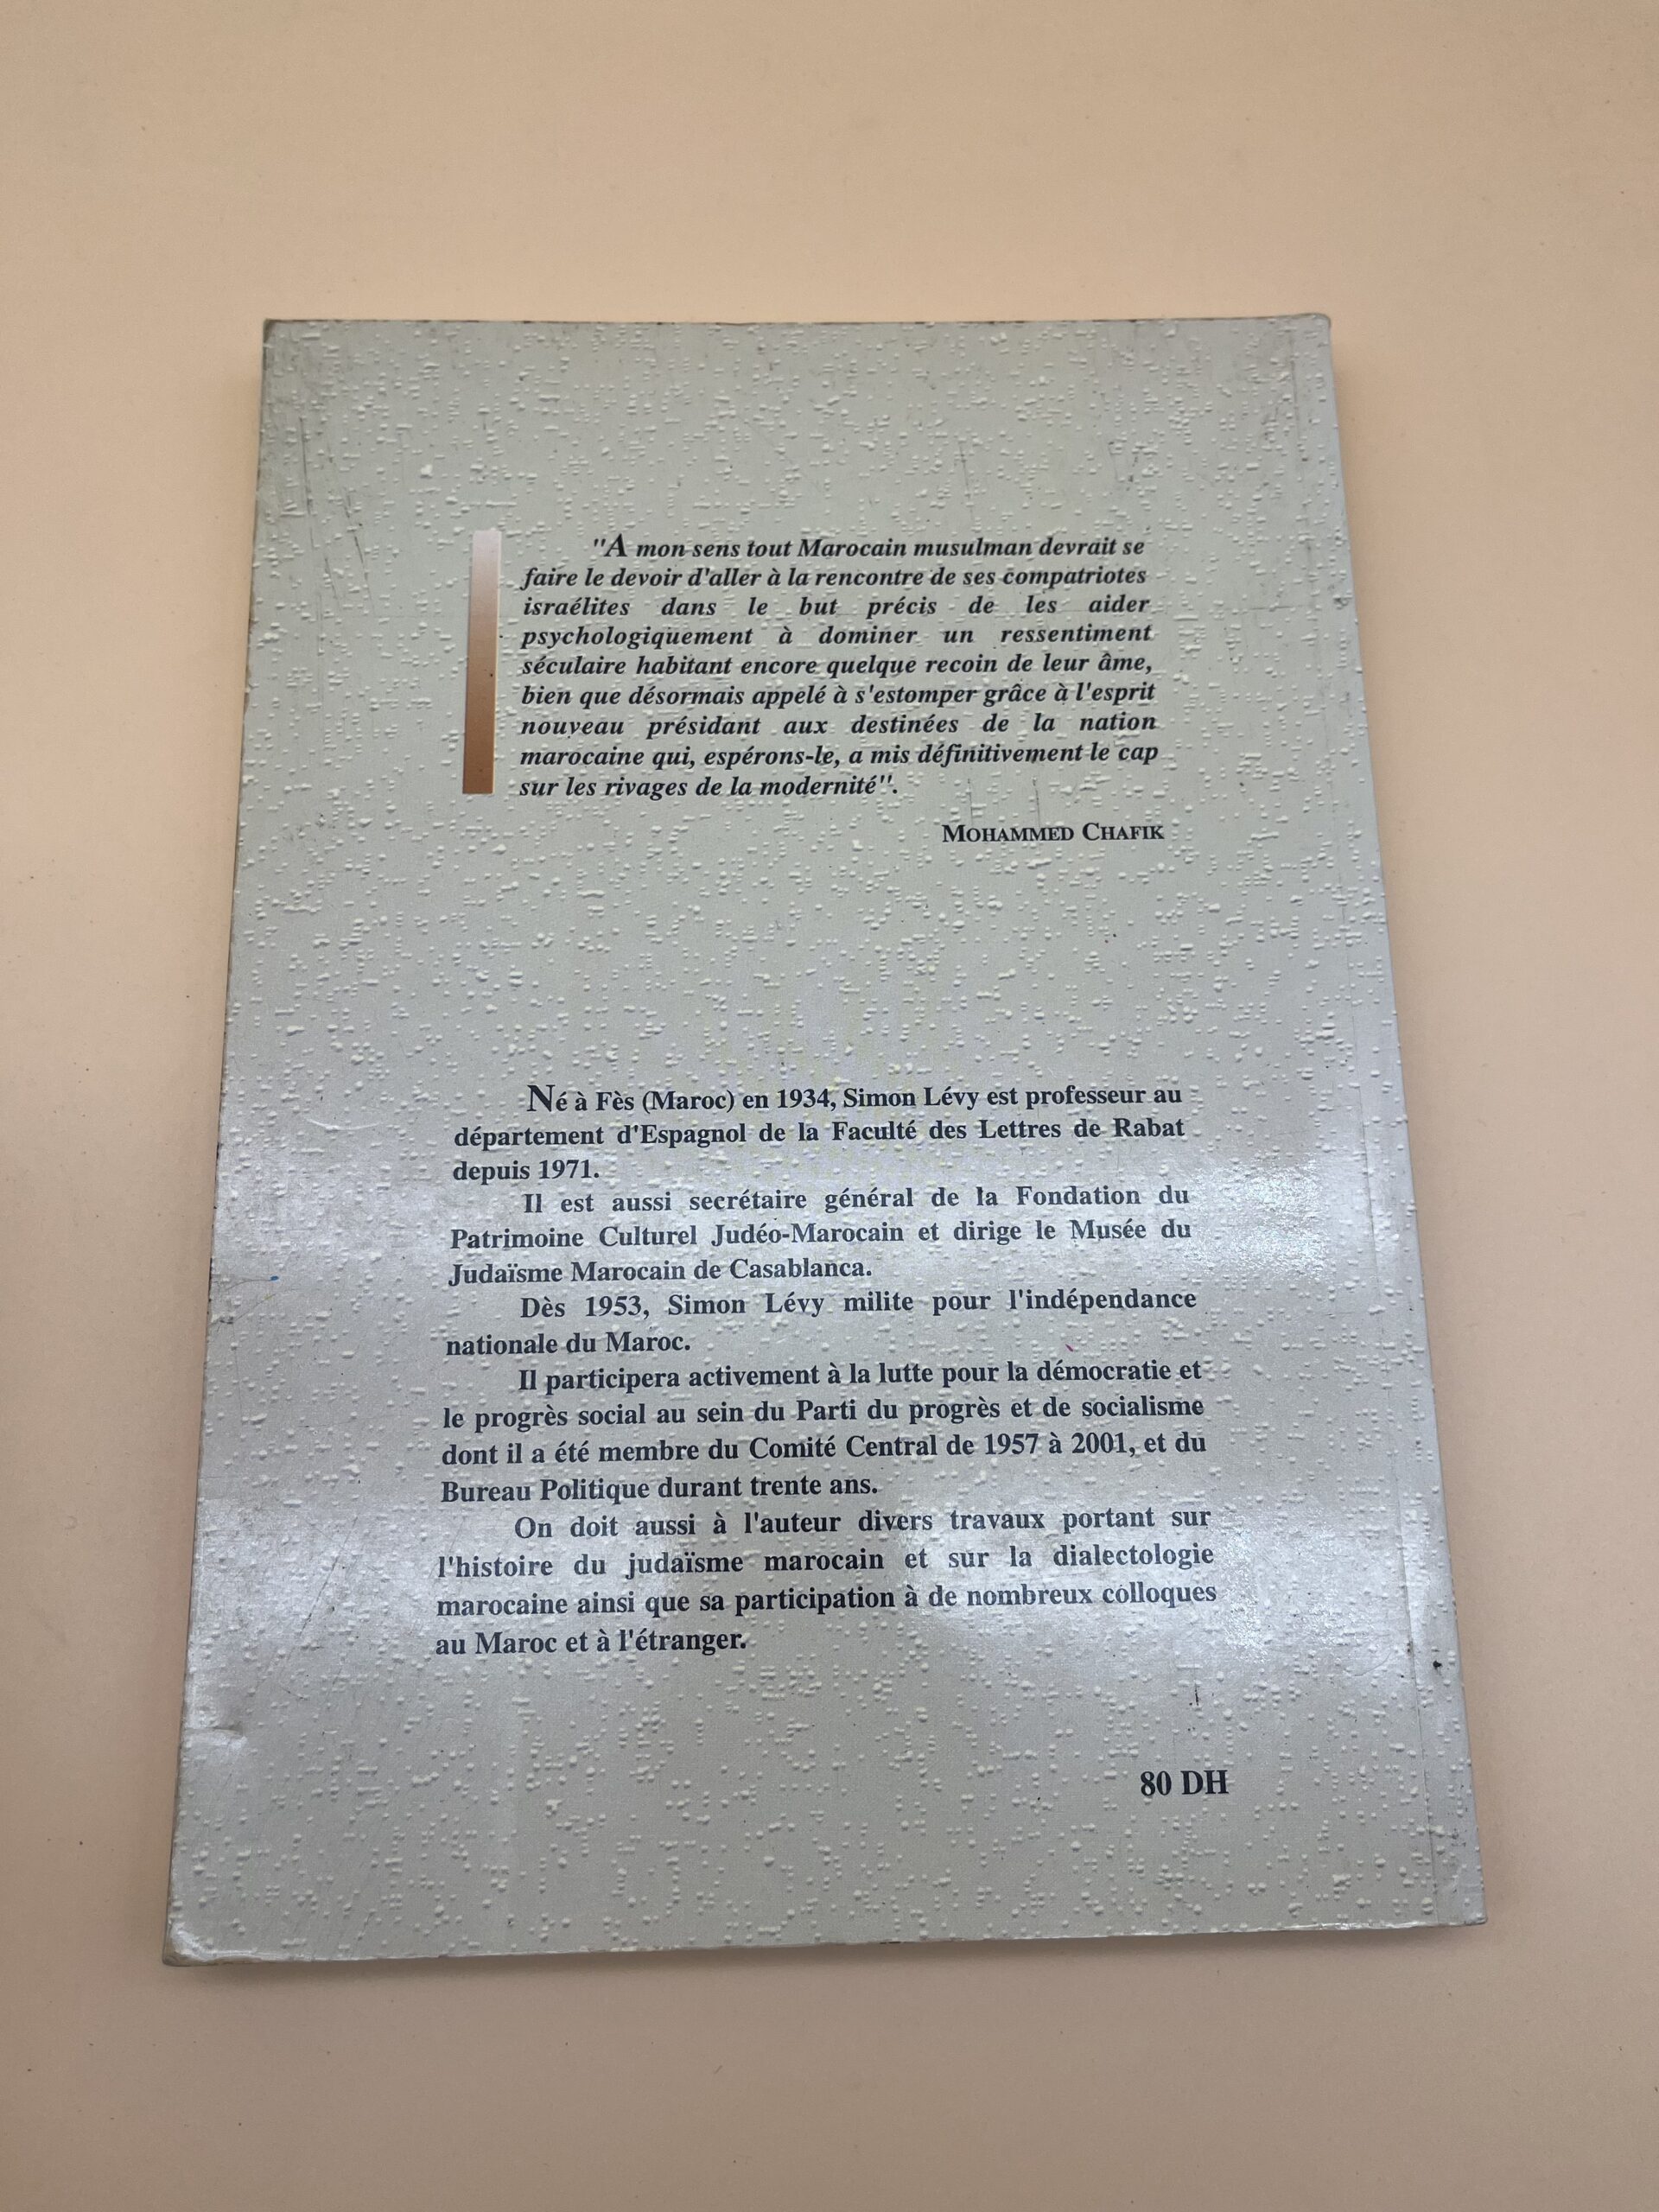 "A mon sens tout Marocain musulman devrait se
faire le devoir d'aller à la rencontre de ses compatriotes
israélites dans le but précis de les aider
psychologiquement à dominer un ressentiment
séculaire habitant encore quelque recoin de leur âme,
bien que désormais appelé à s'estomper grâce à l'esprit
nouveau présidant aux destinées de la nation
marocaine qui, espérons-le, a mis définitivement le cap
sur les rivages de la modernité".
MOHAMMED CHAFIK
Né à Fès (Maroc) en 1934, Simon Lévy est professeur au
département d'Espagnol de la Faculté des Lettres de Rabat
depuis 1971.
Il est aussi secrétaire général de la Fondation du
Patrimoine Culturel Judéo-Marocain et dirige le Musée du
Judaïsme Marocain de Casablanca.
Dès 1953, Simon Lévy milite pour l'indépendance
nationale du Maroc.
Il participera activement à la lutte pour la démocratie et
le progrès social au sein du Parti du progrès et de socialisme
dont il a été membre du Comité Central de 1957 à 2001, et du
Bureau Politique durant trente ans.
On doit aussi à l'auteur divers travaux portant sur
l'histoire du judaïsme marocain et sur la dialectologie
marocaine ainsi que sa participation à de nombreux colloques
au Maroc et à l'étranger.
80 DH